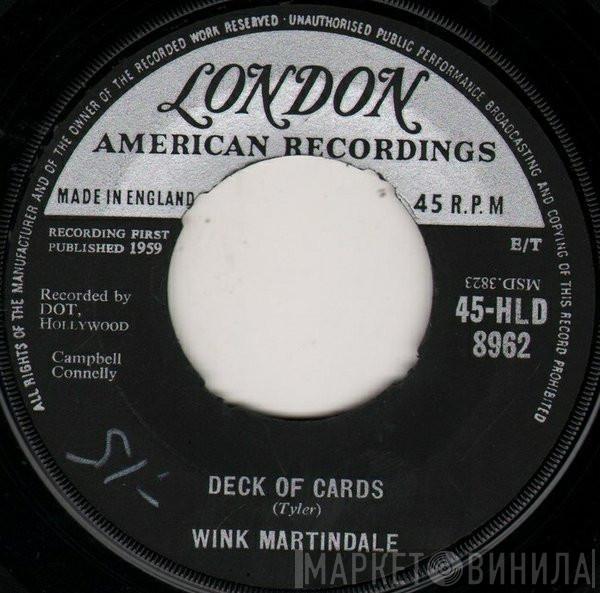 ALL RIGHTS OF THE MANUFACTURER AND OF THE OWNER OF THE RECORDED WORK RESERVED · UNAUTHORISED PUBLIC PERFORMANCE BROADCASTING AND COPYING OF THIS RECORD PROHIBITED
LONDON
AMERICAN RECORDINGS
MADE IN ENGLAND
45 R.P.M
RECORDING FIRST
PUBLISHED 1959
E/T
MSD.3823
Recorded by
DOT,
HOLLYWOOD
45-HLD
8962
Campbell
Connelly
DECK OF CARDS
(Tyler)
WINK MARTINDALE
МАРКЕТ ВИНИЛА